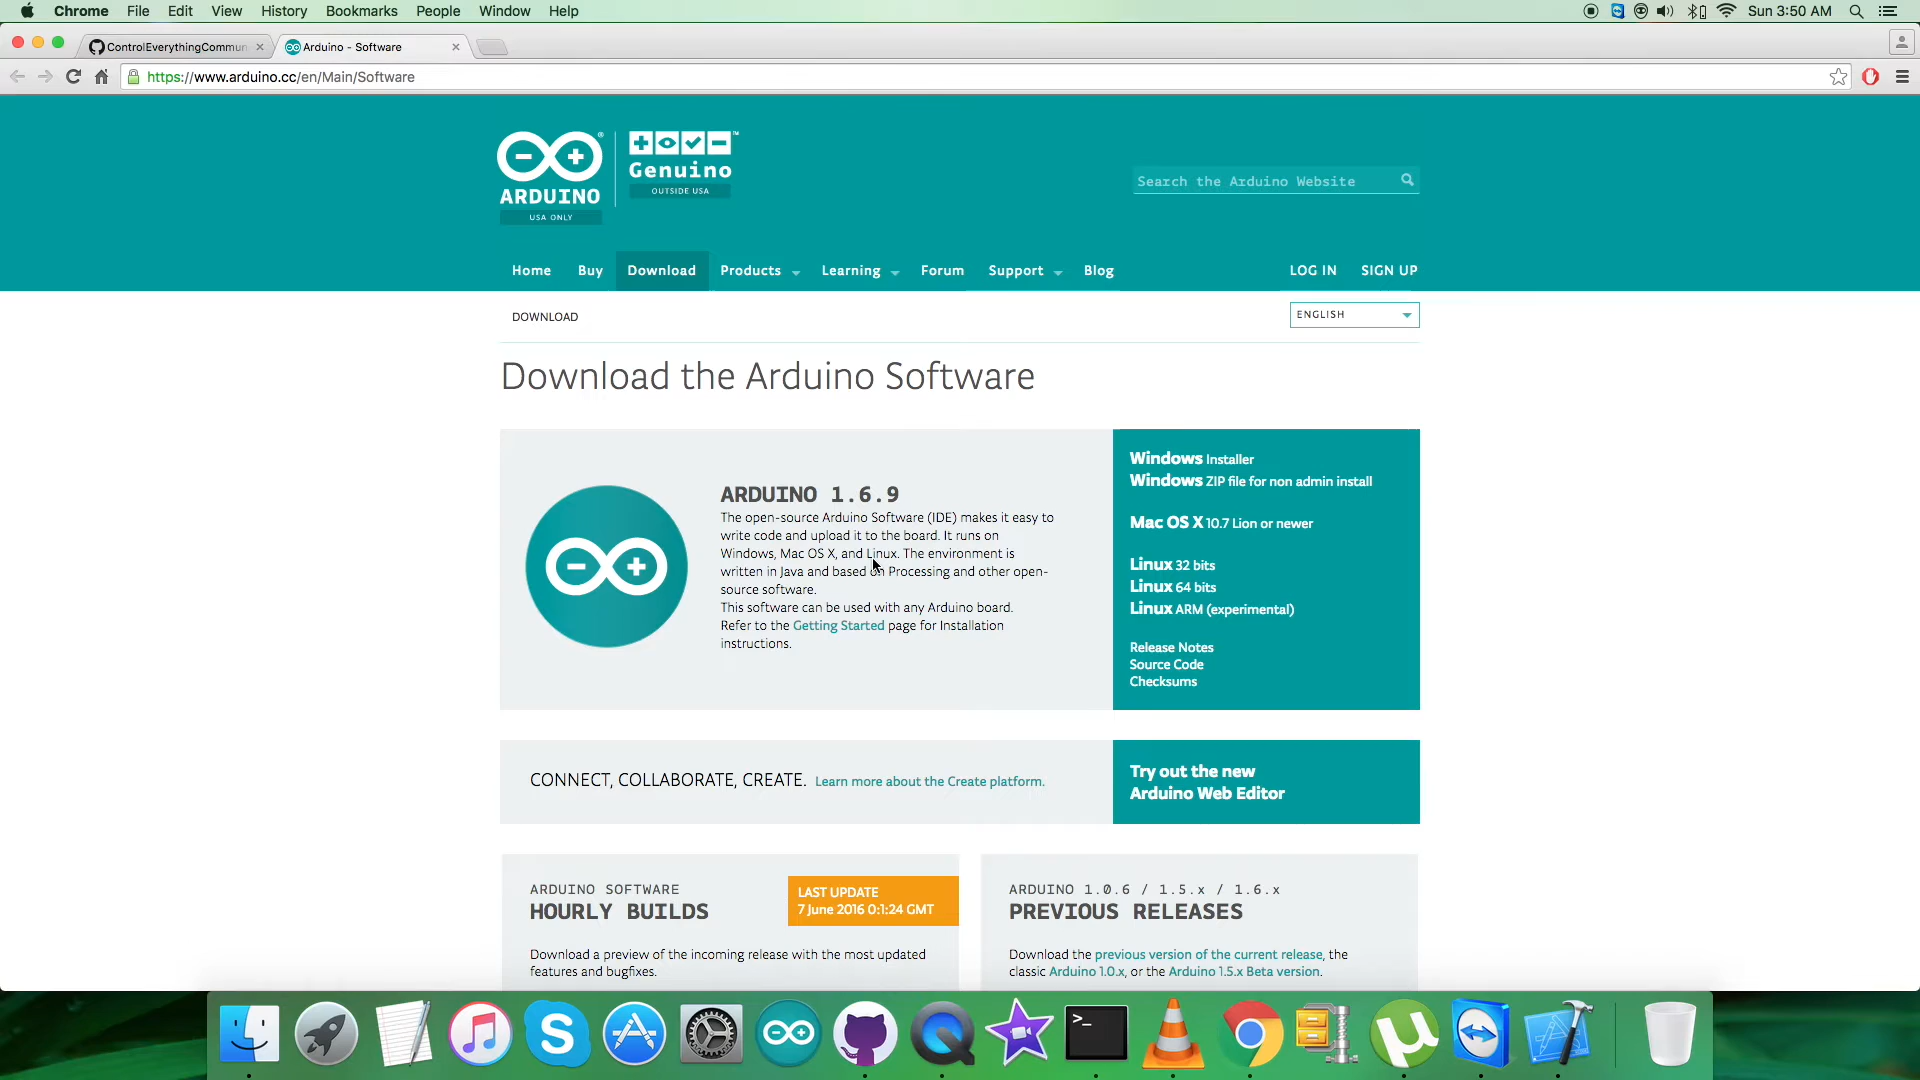 Chrome File Edit View History Bookmarks People Window Help
Sun 3:50 AM
ControlEverythingCommun
Arduino - Software
https://www.arduino.cc/en/Main/Software
ARDUINO
USA ONLY
Genuino
OUTSIDE USA
Search the Arduino Website
Home Buy Download Products Learning Forum Support Blog
LOG IN SIGN UP
DOWNLOAD
ENGLISH
Download the Arduino Software
ARDUINO 1.6.9
The open-source Arduino Software (IDE) makes it easy to
write code and upload it to the board. It runs on
Windows, Mac OS X, and Linux. The environment is
written in Java and based on Processing and other open-
source software.
This software can be used with any Arduino board.
Refer to the Getting Started page for Installation
instructions.
Windows Installer
Windows ZIP file for non admin install
Mac OS X 10.7 Lion or newer
Linux 32 bits
Linux 64 bits
Linux ARM (experimental)
Release Notes
Source Code
Checksums
CONNECT, COLLABORATE, CREATE. Learn more about the Create platform.
Try out the new
Arduino Web Editor
ARDUINO SOFTWARE
HOURLY BUILDS
LAST UPDATE
7 June 2016 0:1:24 GMT
Download a preview of the incoming release with the most updated
features and bugfixes.
ARDUINO 1.0.6 / 1.5.x / 1.6.x
PREVIOUS RELEASES
Download the previous version of the current release, the
classic Arduino 1.0.x, or the Arduino 1.5.x Beta version.